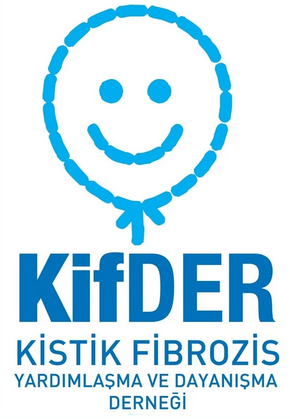 KifDER
KİSTİK FİBROZİS
YARDIMLAŞMA VE DAYANIŞMA
DERNEĞİ